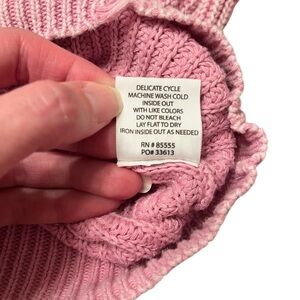 DELICATE CYCLE
MACHINE WASH COLD
INSIDE OUT
WITH LIKE COLORS
DO NOT BLEACH
LAY FLAT TO DRY
IRON INSIDE OUT AS NEEDED
RN # 85555
PO# 33613